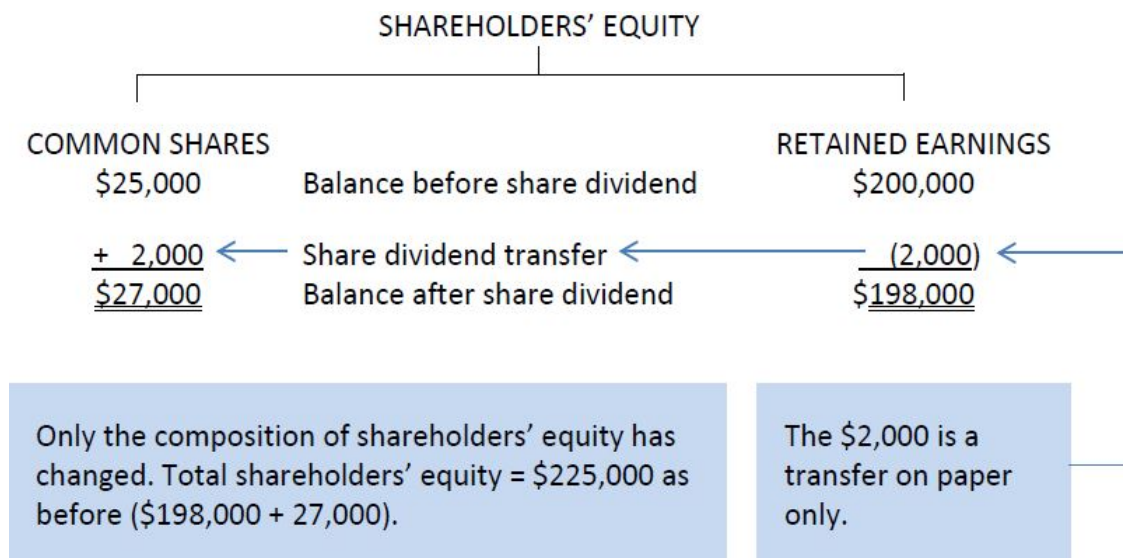 SHAREHOLDERS’ EQUITY
COMMON SHARES RETAINED EARNINGS
$25,000 Balance before share dividend $200,000
+ 2,000 Share dividend transfer (2,000)
$27,000 Balance after share dividend $198,000
Only the composition of shareholders’ equity has
changed. Total shareholders’ equity = $225,000 as
before ($198,000 + 27,000).
The $2,000 is a
transfer on paper
only.